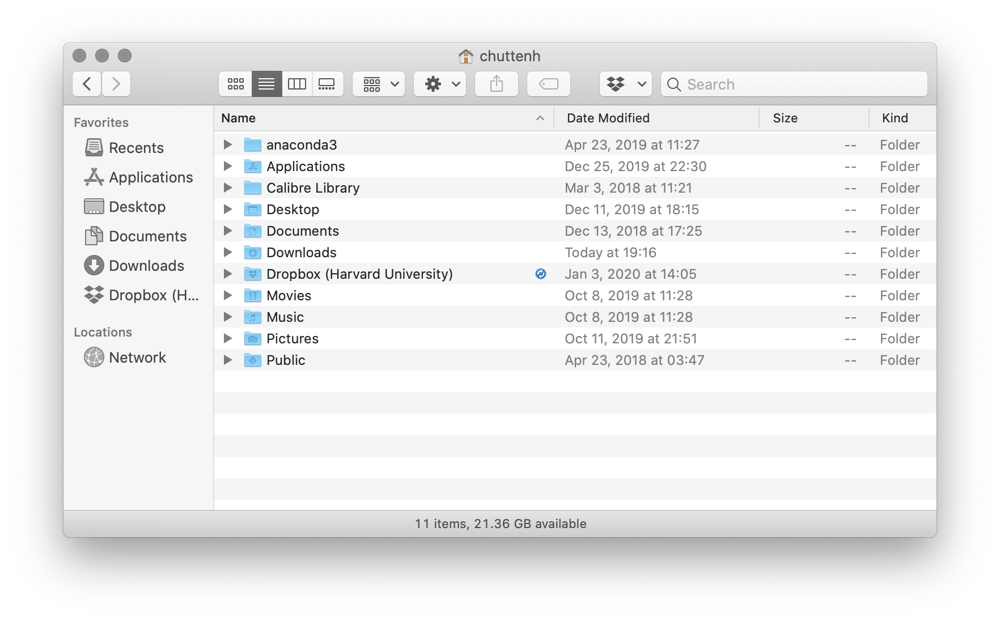 chuttenh
Search
Favorites
Recents
Applications
Desktop
Documents
Downloads
Dropbox (H...
Locations
Network
Name Date Modified Size Kind
anaconda3 Apr 23, 2019 at 11:27 -- Folder
Applications Dec 25, 2019 at 22:30 -- Folder
Calibre Library Mar 3, 2018 at 11:21 -- Folder
Desktop Dec 11, 2019 at 18:15 -- Folder
Documents Dec 13, 2018 at 17:25 -- Folder
Downloads Today at 19:16 -- Folder
Dropbox (Harvard University) Jan 3, 2020 at 14:05 -- Folder
Movies Oct 8, 2019 at 11:28 -- Folder
Music Oct 8, 2019 at 11:28 -- Folder
Pictures Oct 11, 2019 at 21:51 -- Folder
Public Apr 23, 2018 at 03:47 -- Folder
11 items, 21.36 GB available